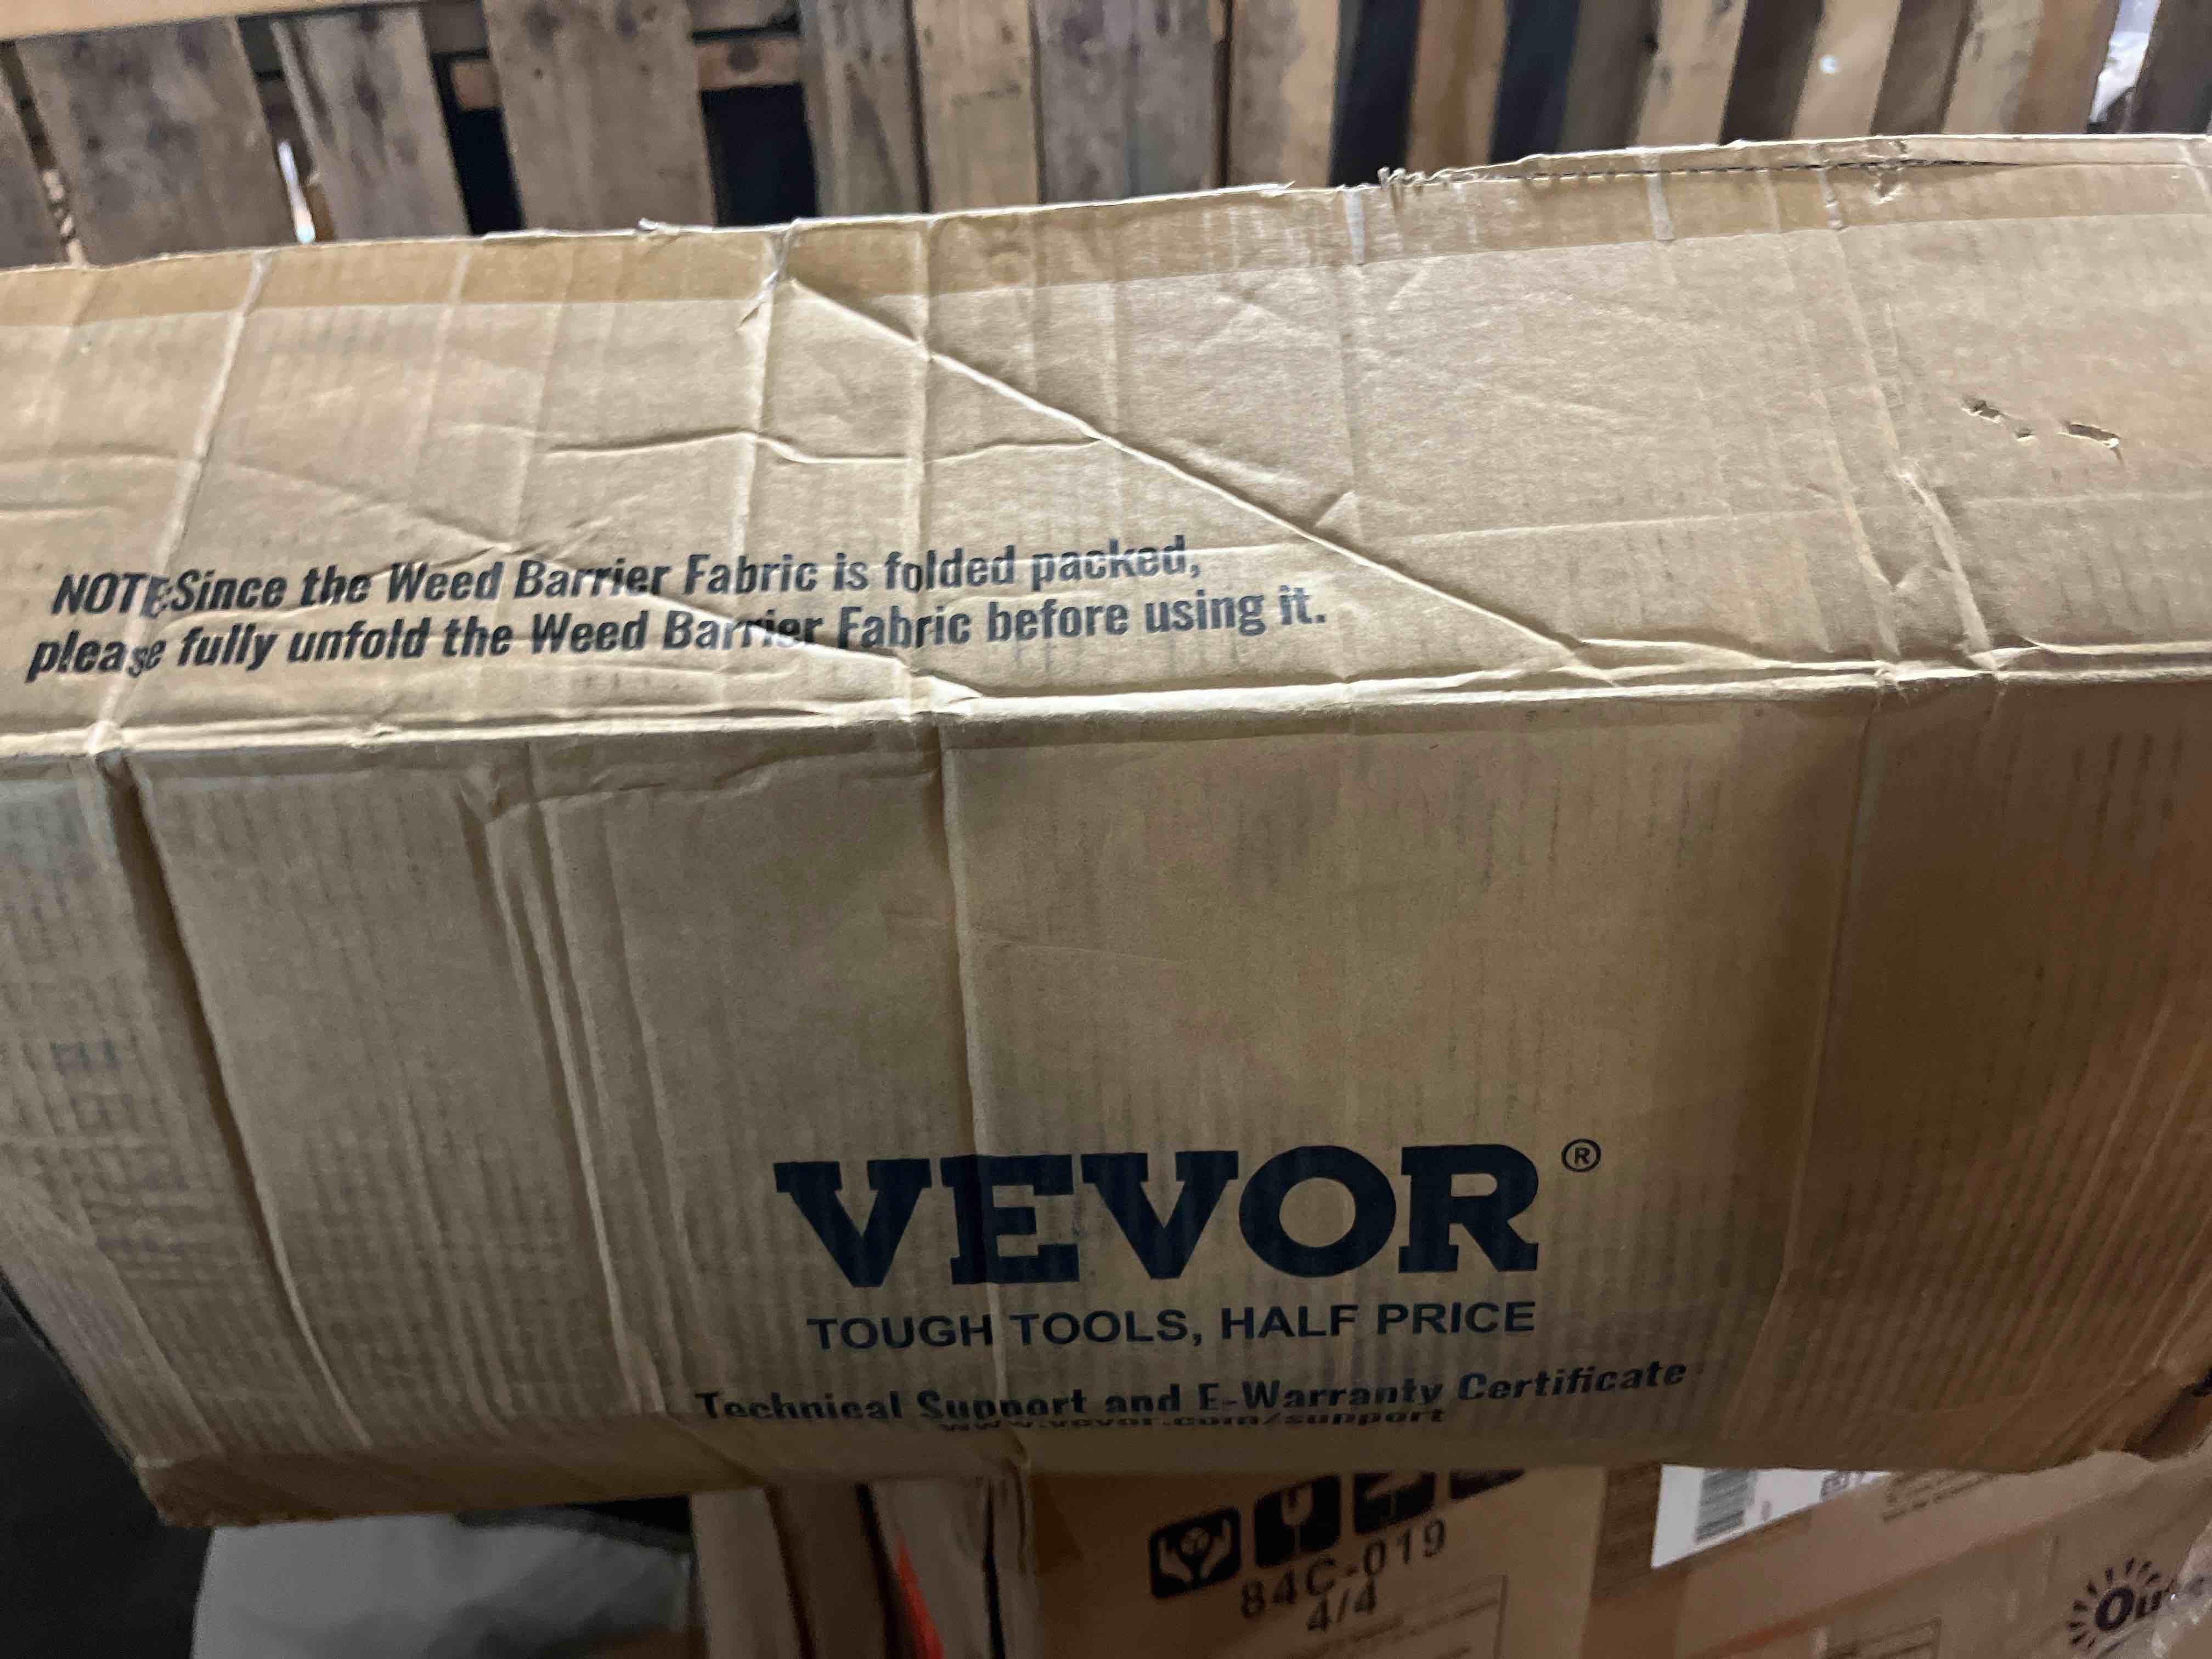 NOTE:Since the Weed Barrier Fabric is folded packed,
please fully unfold the Weed Barrier Fabric before using it.
VEVOR®
TOUGH TOOLS, HALF PRICE
Technical Support and E-Warranty Certificate
www.vevor.com/support
84C-019
4/4